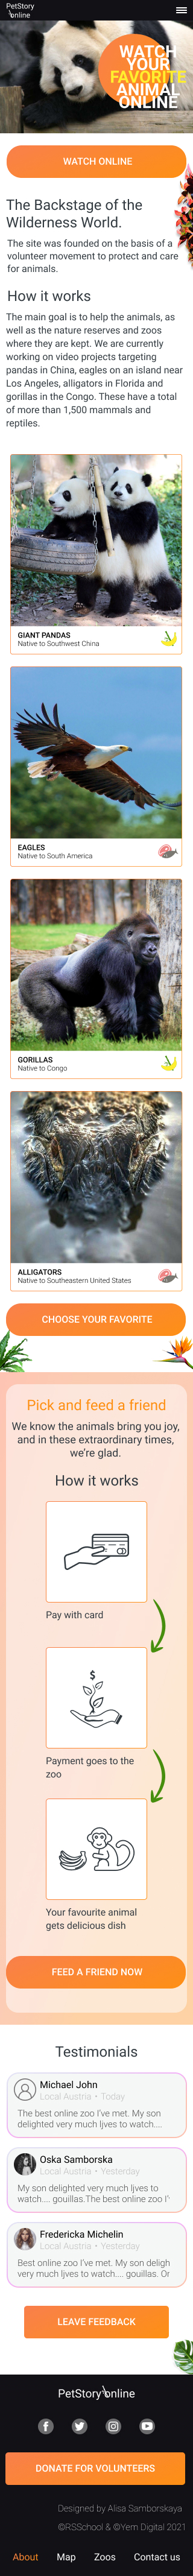 PetStory
online
WATCH
YOUR
FAVORITE
ANIMAL
ONLINE
WATCH ONLINE
The Backstage of the
Wilderness World.
The site was founded on the basis of a
volunteer movement to protect and care
for animals.
How it works
The main goal is to help the animals, as
well as the nature reserves and zoos
where they are kept. We are currently
working on video projects targeting
pandas in China, eagles on an island near
Los Angeles, alligators in Florida and
gorillas in the Congo. These have a total
of more than 1,500 mammals and
reptiles.
GIANT PANDAS
Native to Southwest China
EAGLES
Native to South America
GORILLAS
Native to Congo
ALLIGATORS
Native to Southeastern United States
CHOOSE YOUR FAVORITE
Pick and feed a friend
We know the animals bring you joy,
and in these extraordinary times,
we're glad.
How it works
Pay with card
Payment goes to the
zoo
Your favourite animal
gets delicious dish
FEED A FRIEND NOW
Testimonials
Michael John
Local Austria • Today
The best online zoo I've met. My son
delighted very much ljves to watch....
Oska Samborska
Local Austria • Yesterday
My son delighted very much ljves to
watch.... gouillas.The best online zoo I'
Fredericka Michelin
Local Austria • Yesterday
Best online zoo I've met. My son deligh
very much ljves to watch.... gouillas. Or
LEAVE FEEDBACK
PetStory online
DONATE FOR VOLUNTEERS
Designed by Alisa Samborskaya
©RSSchool & ©Yem Digital 2021
About Map Zoos Contact us